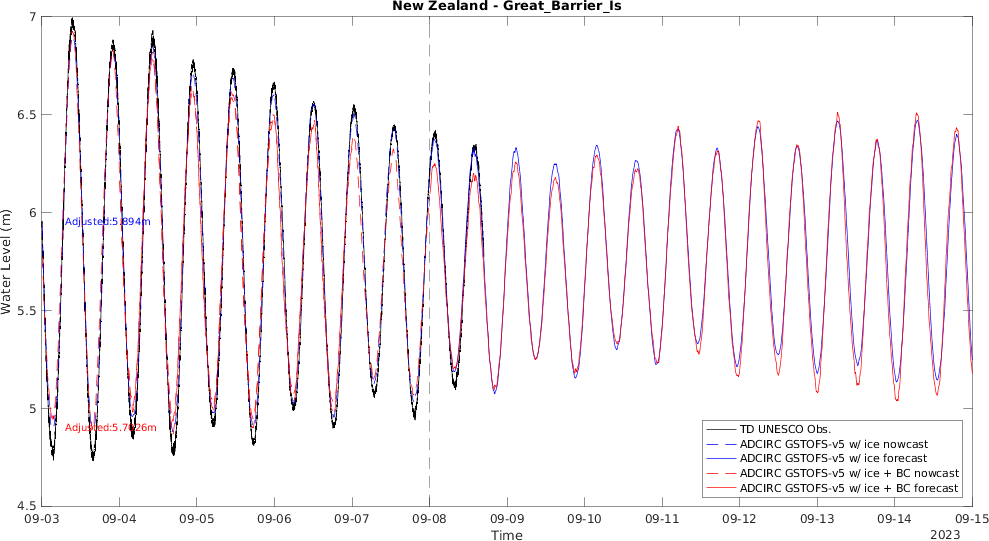 New Zealand - Great_Barrier_Is
7
6.5
6
5.5
5
4.5
Water Level (m)
Adjusted:5.894m
TD UNESCO Obs.
ADCIRC GSTOFS-v5 w/ ice nowcast
ADCIRC GSTOFS-v5 w/ ice forecast
ADCIRC GSTOFS-v5 w/ ice + BC nowcast
ADCIRC GSTOFS-v5 w/ ice + BC forecast
09-03 09-04 09-05 09-06 09-07 09-08 09-09 09-10 09-11 09-12 09-13 09-14 09-15
Time
2023